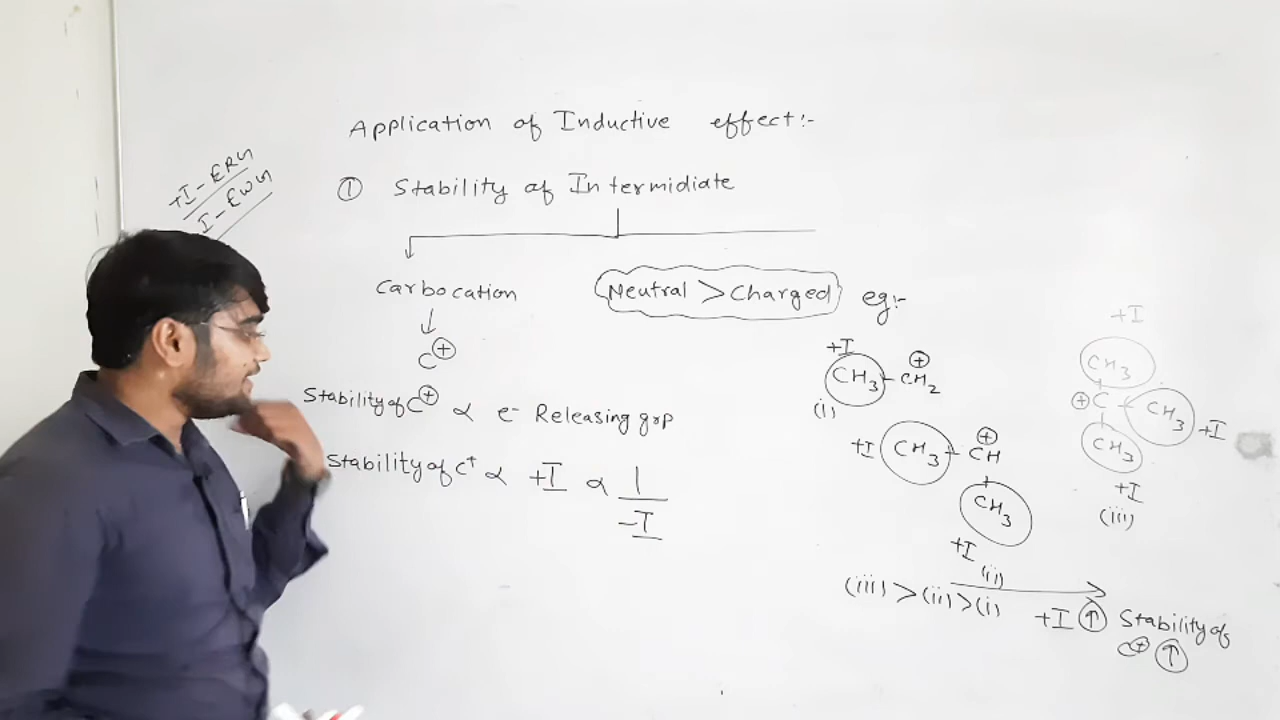 Application of Inductive effect:-
+I - ERG
I - EWG
① Stability of Intermidiate
Carbocation
Neutral > Charged
eg:-
C⊕
Stability of C⊕ ∝ e- Releasing grp
Stability of C+ ∝ +I ∝ 1/-I
+I
CH3 - CH2
⊕
(i)
+I CH3 - CH
⊕
CH3
+I
(ii)
+I
CH3
⊕ C - CH3 +I
CH3
+I
(iii)
(iii) > (ii) > (i)
+I ↑ Stability of
C⊕ ↑